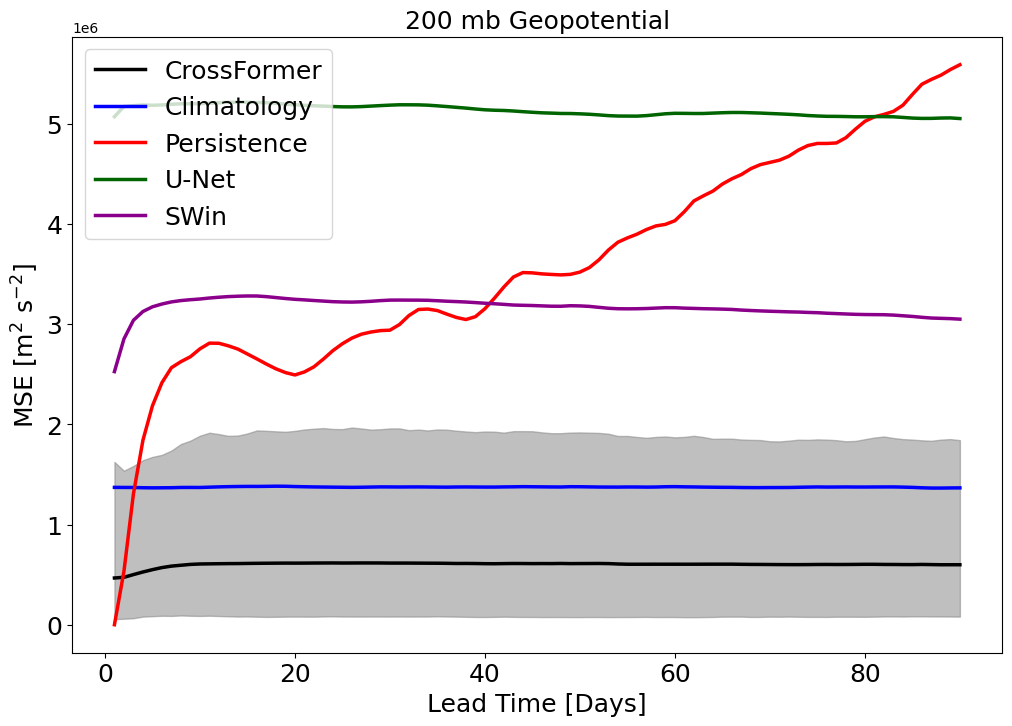 200 mb Geopotential
1e6
CrossFormer
Climatology
Persistence
U-Net
SWin
5
4
3
2
1
0
MSE [m² s⁻²]
0 20 40 60 80
Lead Time [Days]